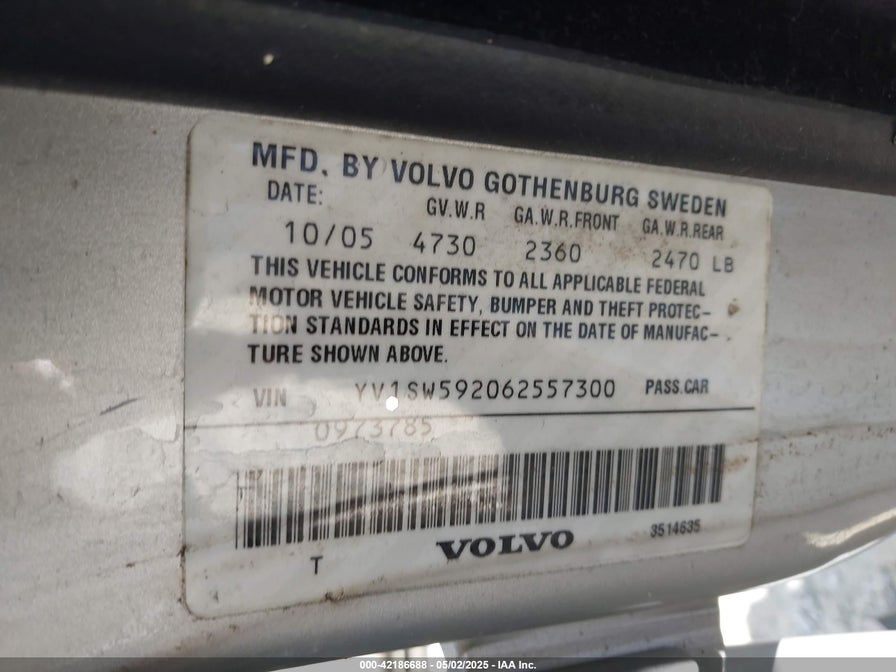 MFD. BY VOLVO GOTHENBURG SWEDEN
DATE: GV.W.R GA.W.R.FRONT GA.W.R.REAR
10/05 4730 2360 2470 LB
THIS VEHICLE CONFORMS TO ALL APPLICABLE FEDERAL
MOTOR VEHICLE SAFETY, BUMPER AND THEFT PROTEC-
TION STANDARDS IN EFFECT ON THE DATE OF MANUFAC-
TURE SHOWN ABOVE.
VIN YV1SW592062557300 PASS.CAR
0973785
T VOLVO 3514635
000-42186688 - 05/02/2025 - IAA Inc.